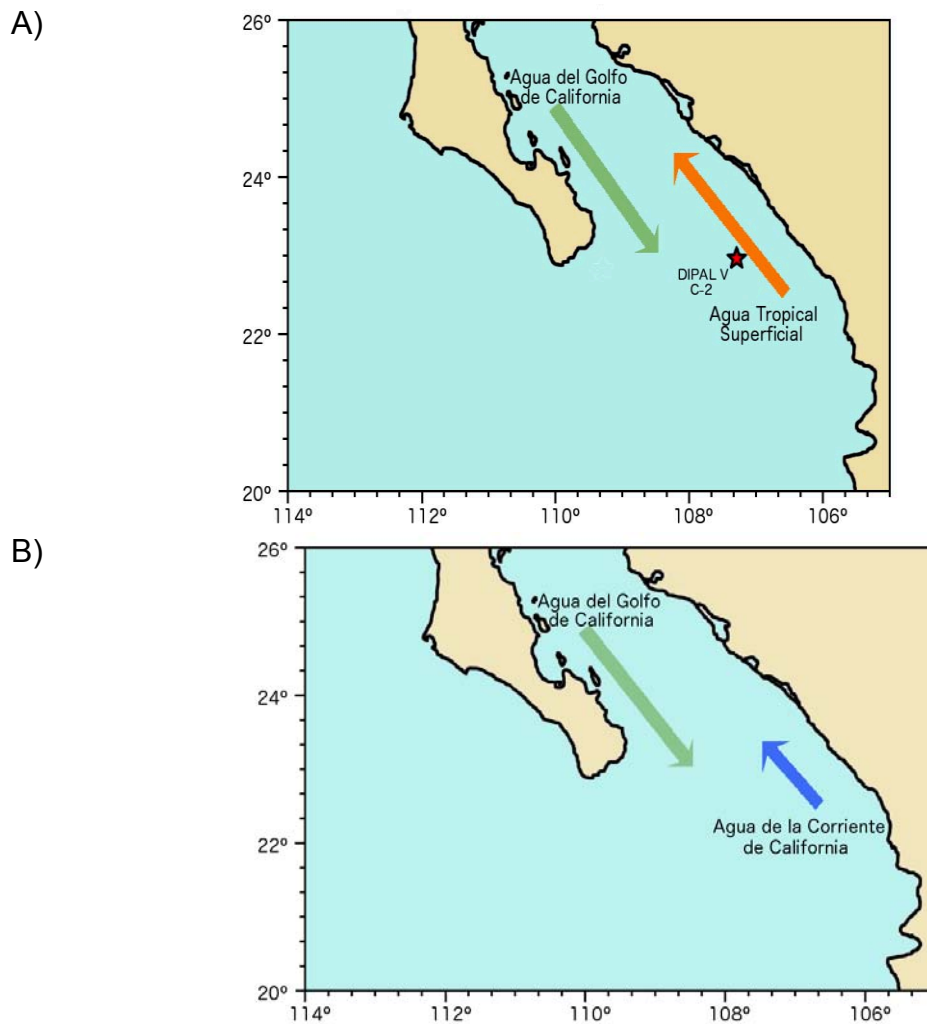 A)
26º
24º
22º
20º
114º
112º
110º
108º
106º
Agua del Golfo
de California
DIPAL V
C-2
Agua Tropical
Superficial
B)
26º
24º
22º
20º
114º
112º
110º
108º
106º
Agua del Golfo
de California
Agua de la Corriente
de California